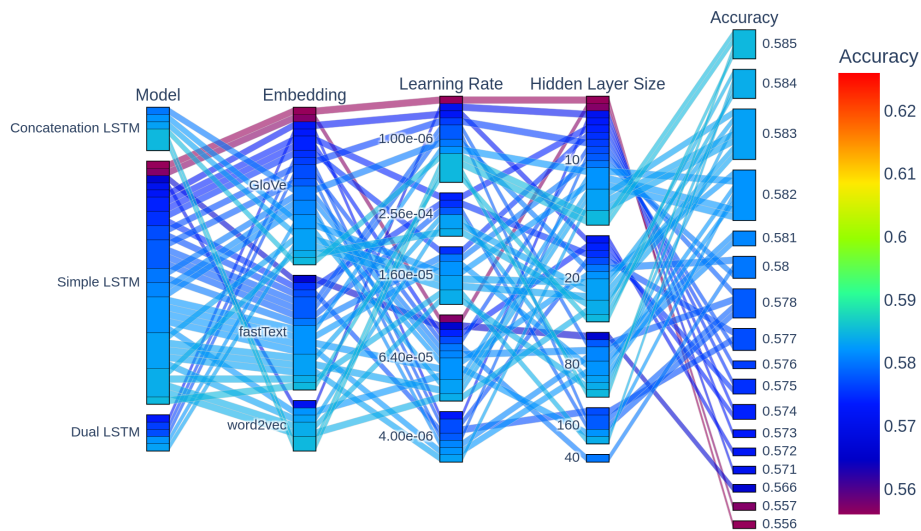 Model
Embedding
Learning Rate
Hidden Layer Size
Accuracy
Concatenation LSTM
Simple LSTM
Dual LSTM
GloVe
fastText
word2vec
1.00e-06
2.56e-04
1.60e-05
6.40e-05
4.00e-06
10
20
80
160
40
0.585
0.584
0.583
0.582
0.581
0.58
0.578
0.577
0.576
0.575
0.574
0.573
0.572
0.571
0.566
0.557
0.556
Accuracy
0.62
0.61
0.6
0.59
0.58
0.57
0.56